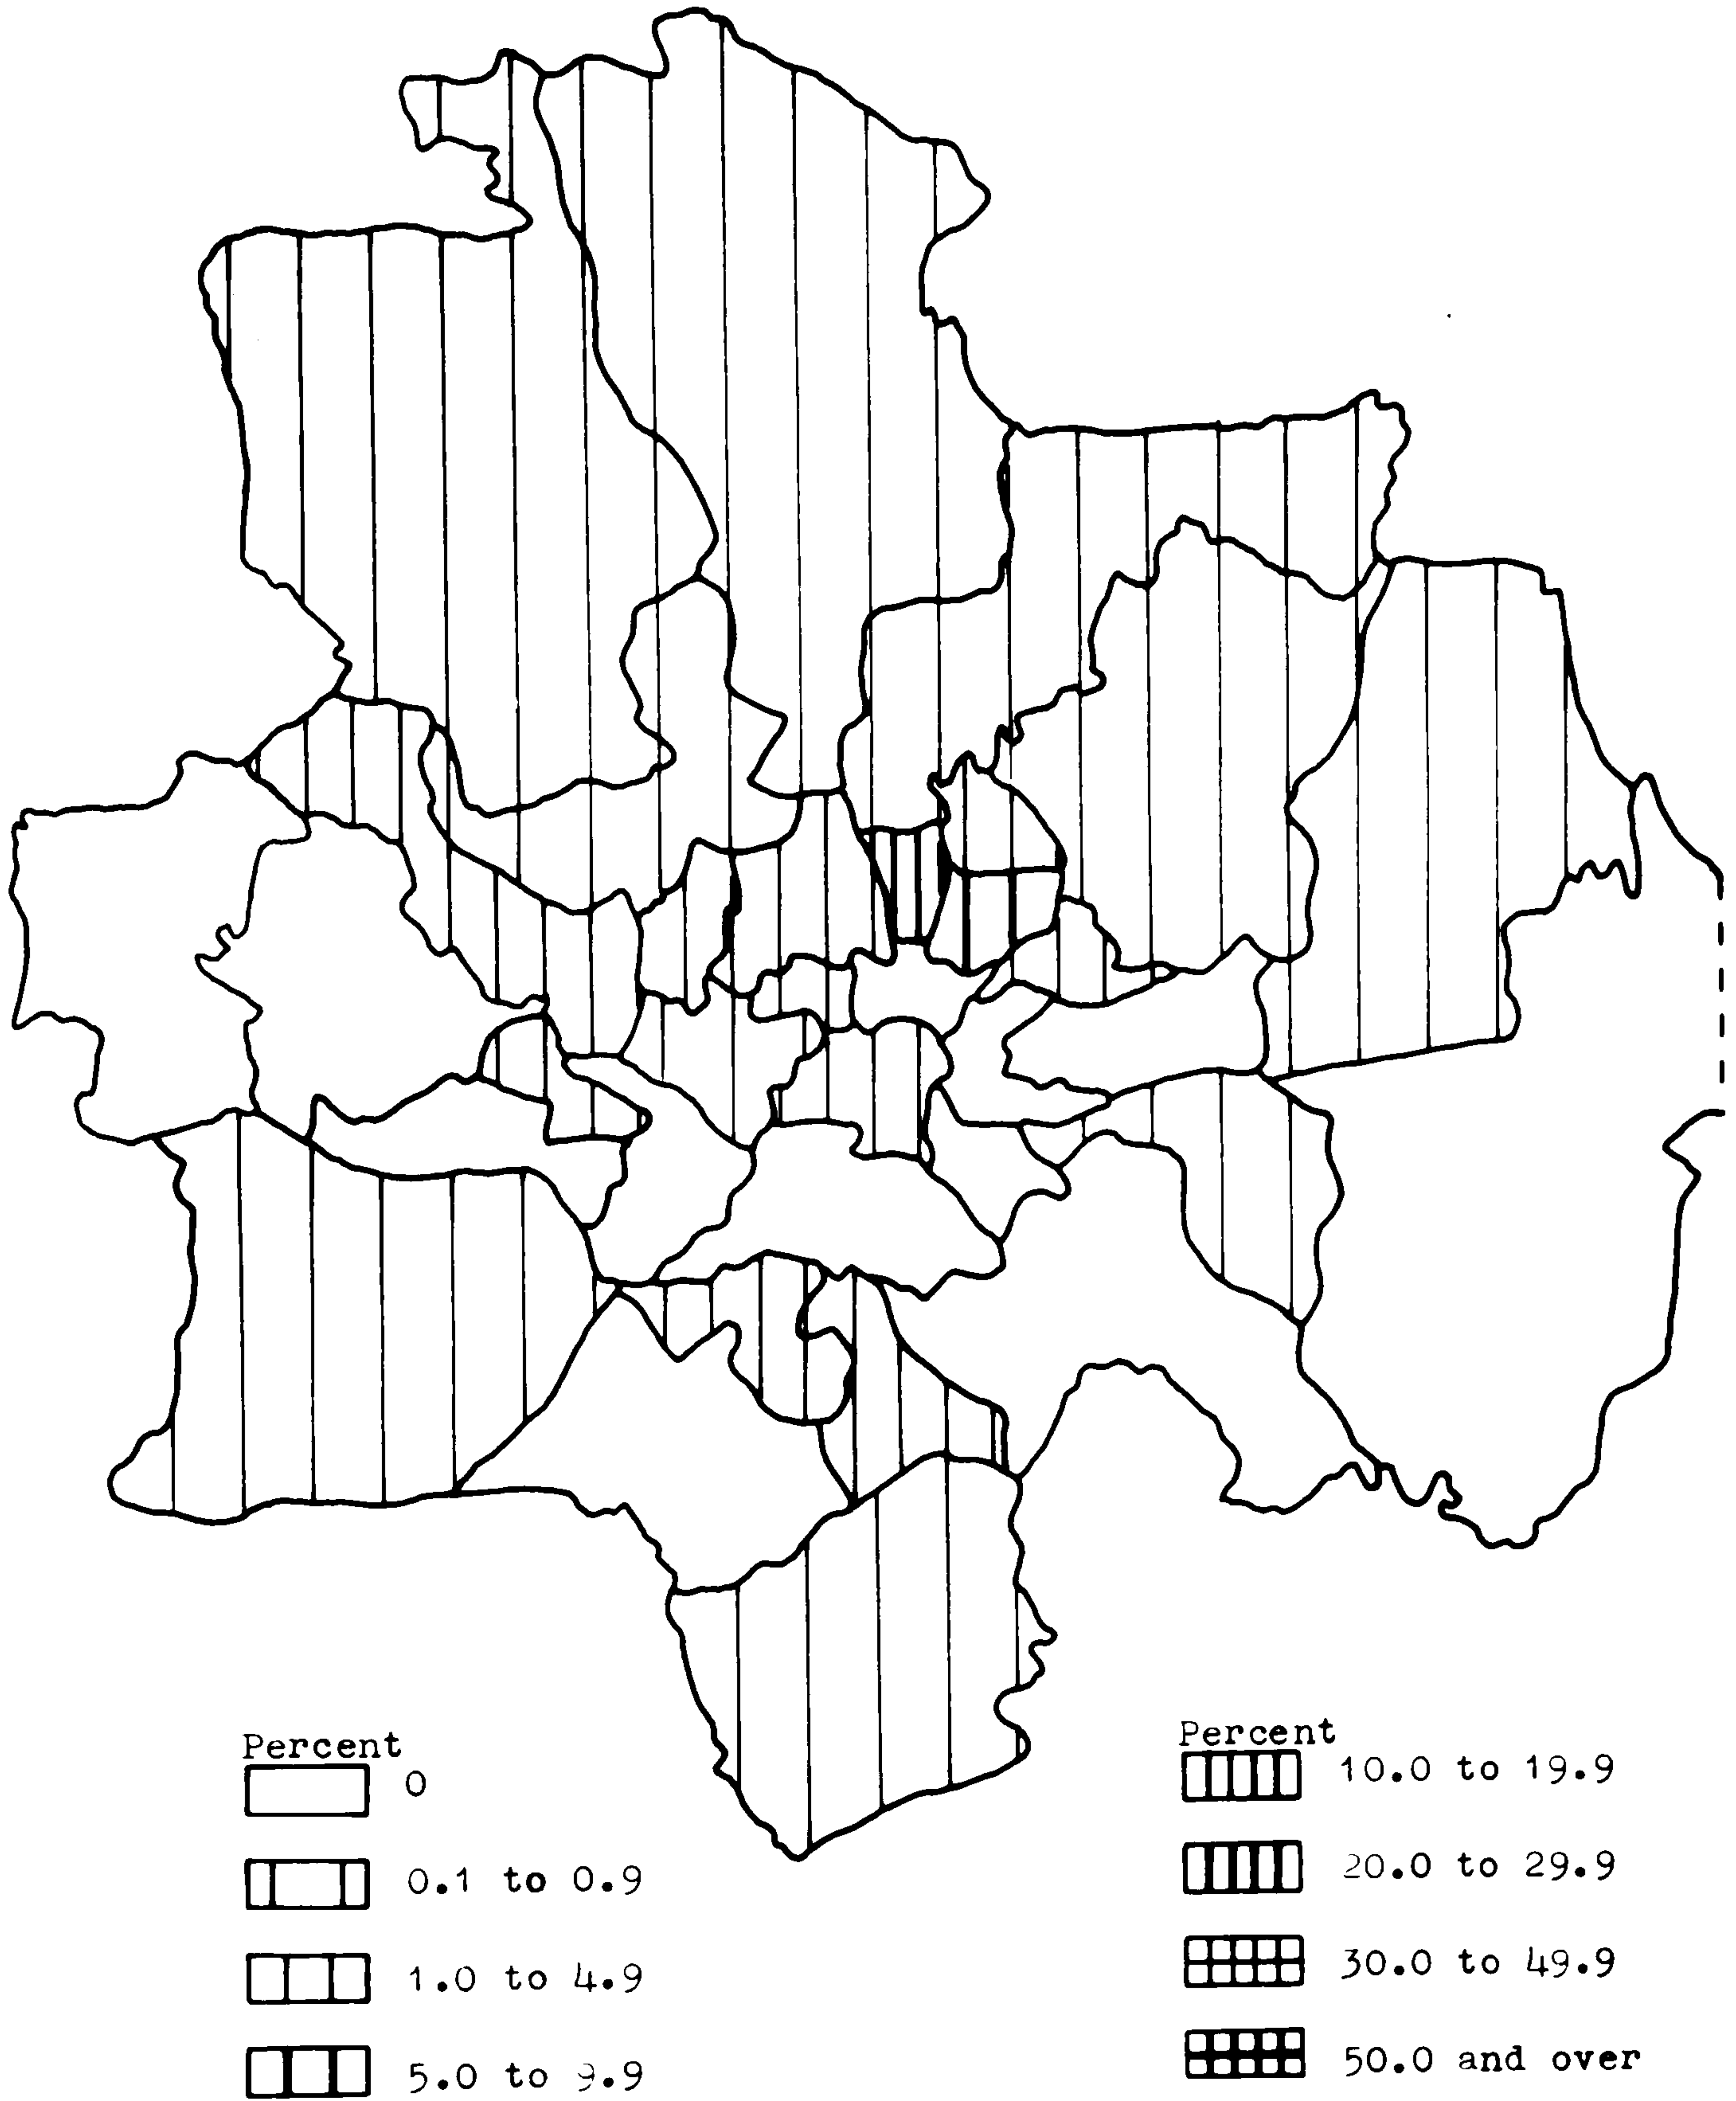 Percent
0
0.1 to 0.9
1.0 to 4.9
5.0 to 9.9
Percent
10.0 to 19.9
20.0 to 29.9
30.0 to 49.9
50.0 and over